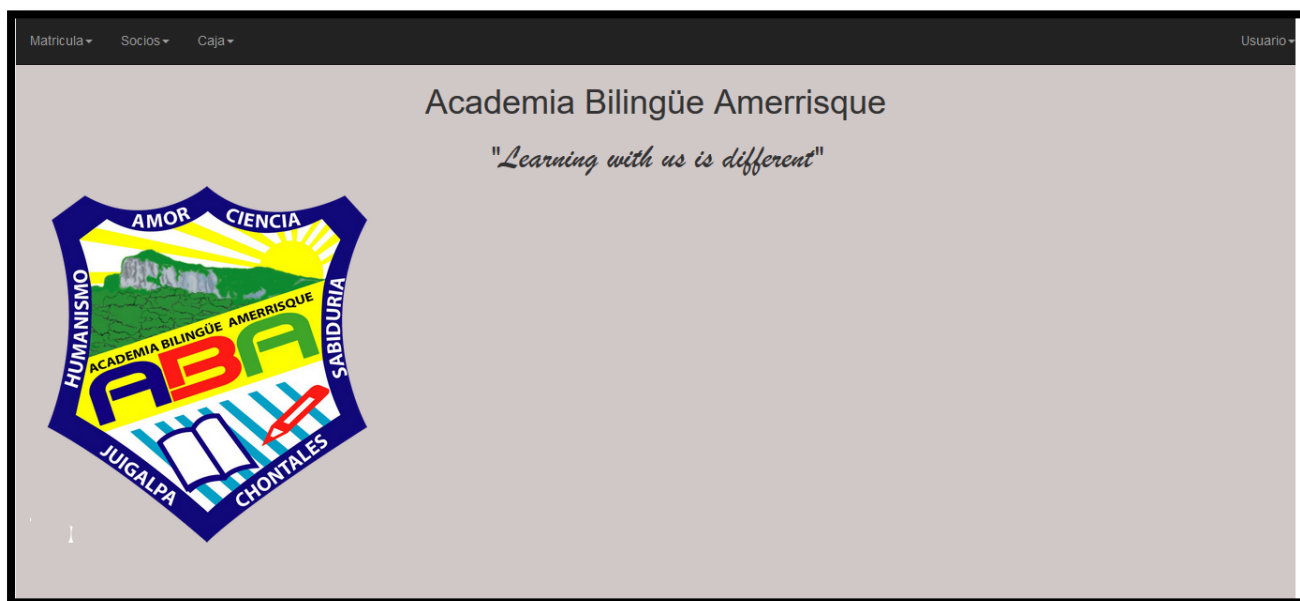 Matricula Socios Caja Usuario
Academia Bilingüe Amerrisque
"Learning with us is different"
AMOR CIENCIA
HUMANISMO
SABIDURIA
ACADEMIA BILINGÜE AMERRISQUE
ABA
JUIGALPA
CHONTALES